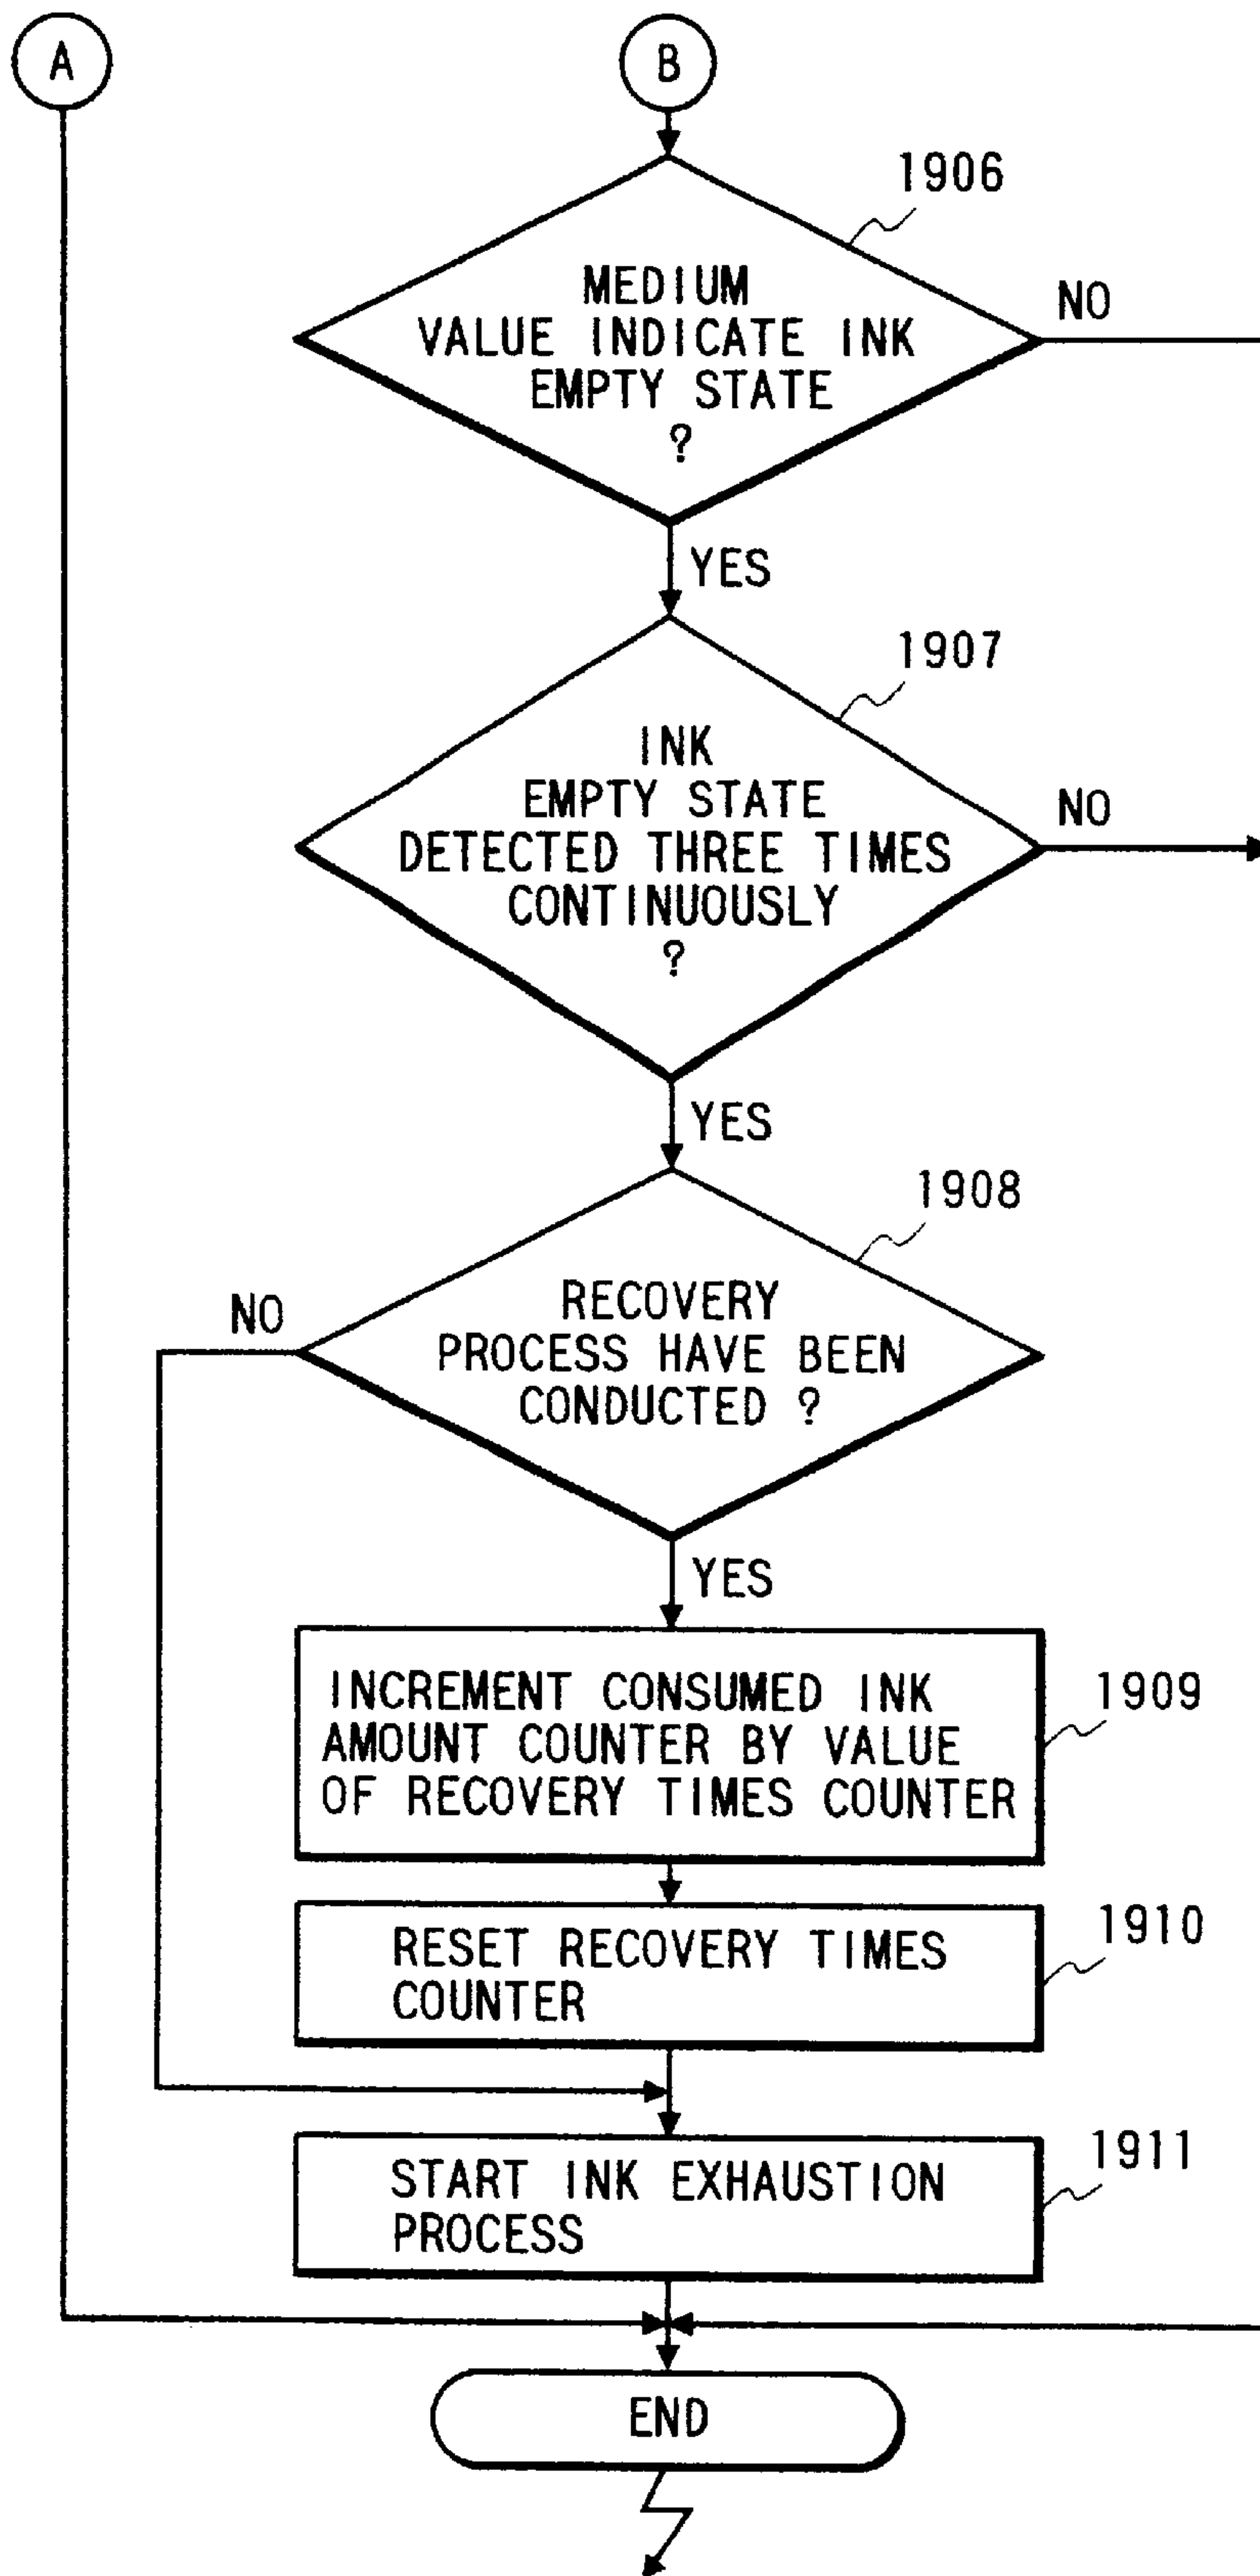 A
B
1906
MEDIUM
VALUE INDICATE INK
EMPTY STATE
?
NO
YES
1907
INK
EMPTY STATE
DETECTED THREE TIMES
CONTINUOUSLY
?
NO
YES
1908
RECOVERY
PROCESS HAVE BEEN
CONDUCTED ?
NO
YES
INCREMENT CONSUMED INK
AMOUNT COUNTER BY VALUE
OF RECOVERY TIMES COUNTER
1909
RESET RECOVERY TIMES
COUNTER
1910
START INK EXHAUSTION
PROCESS
1911
END